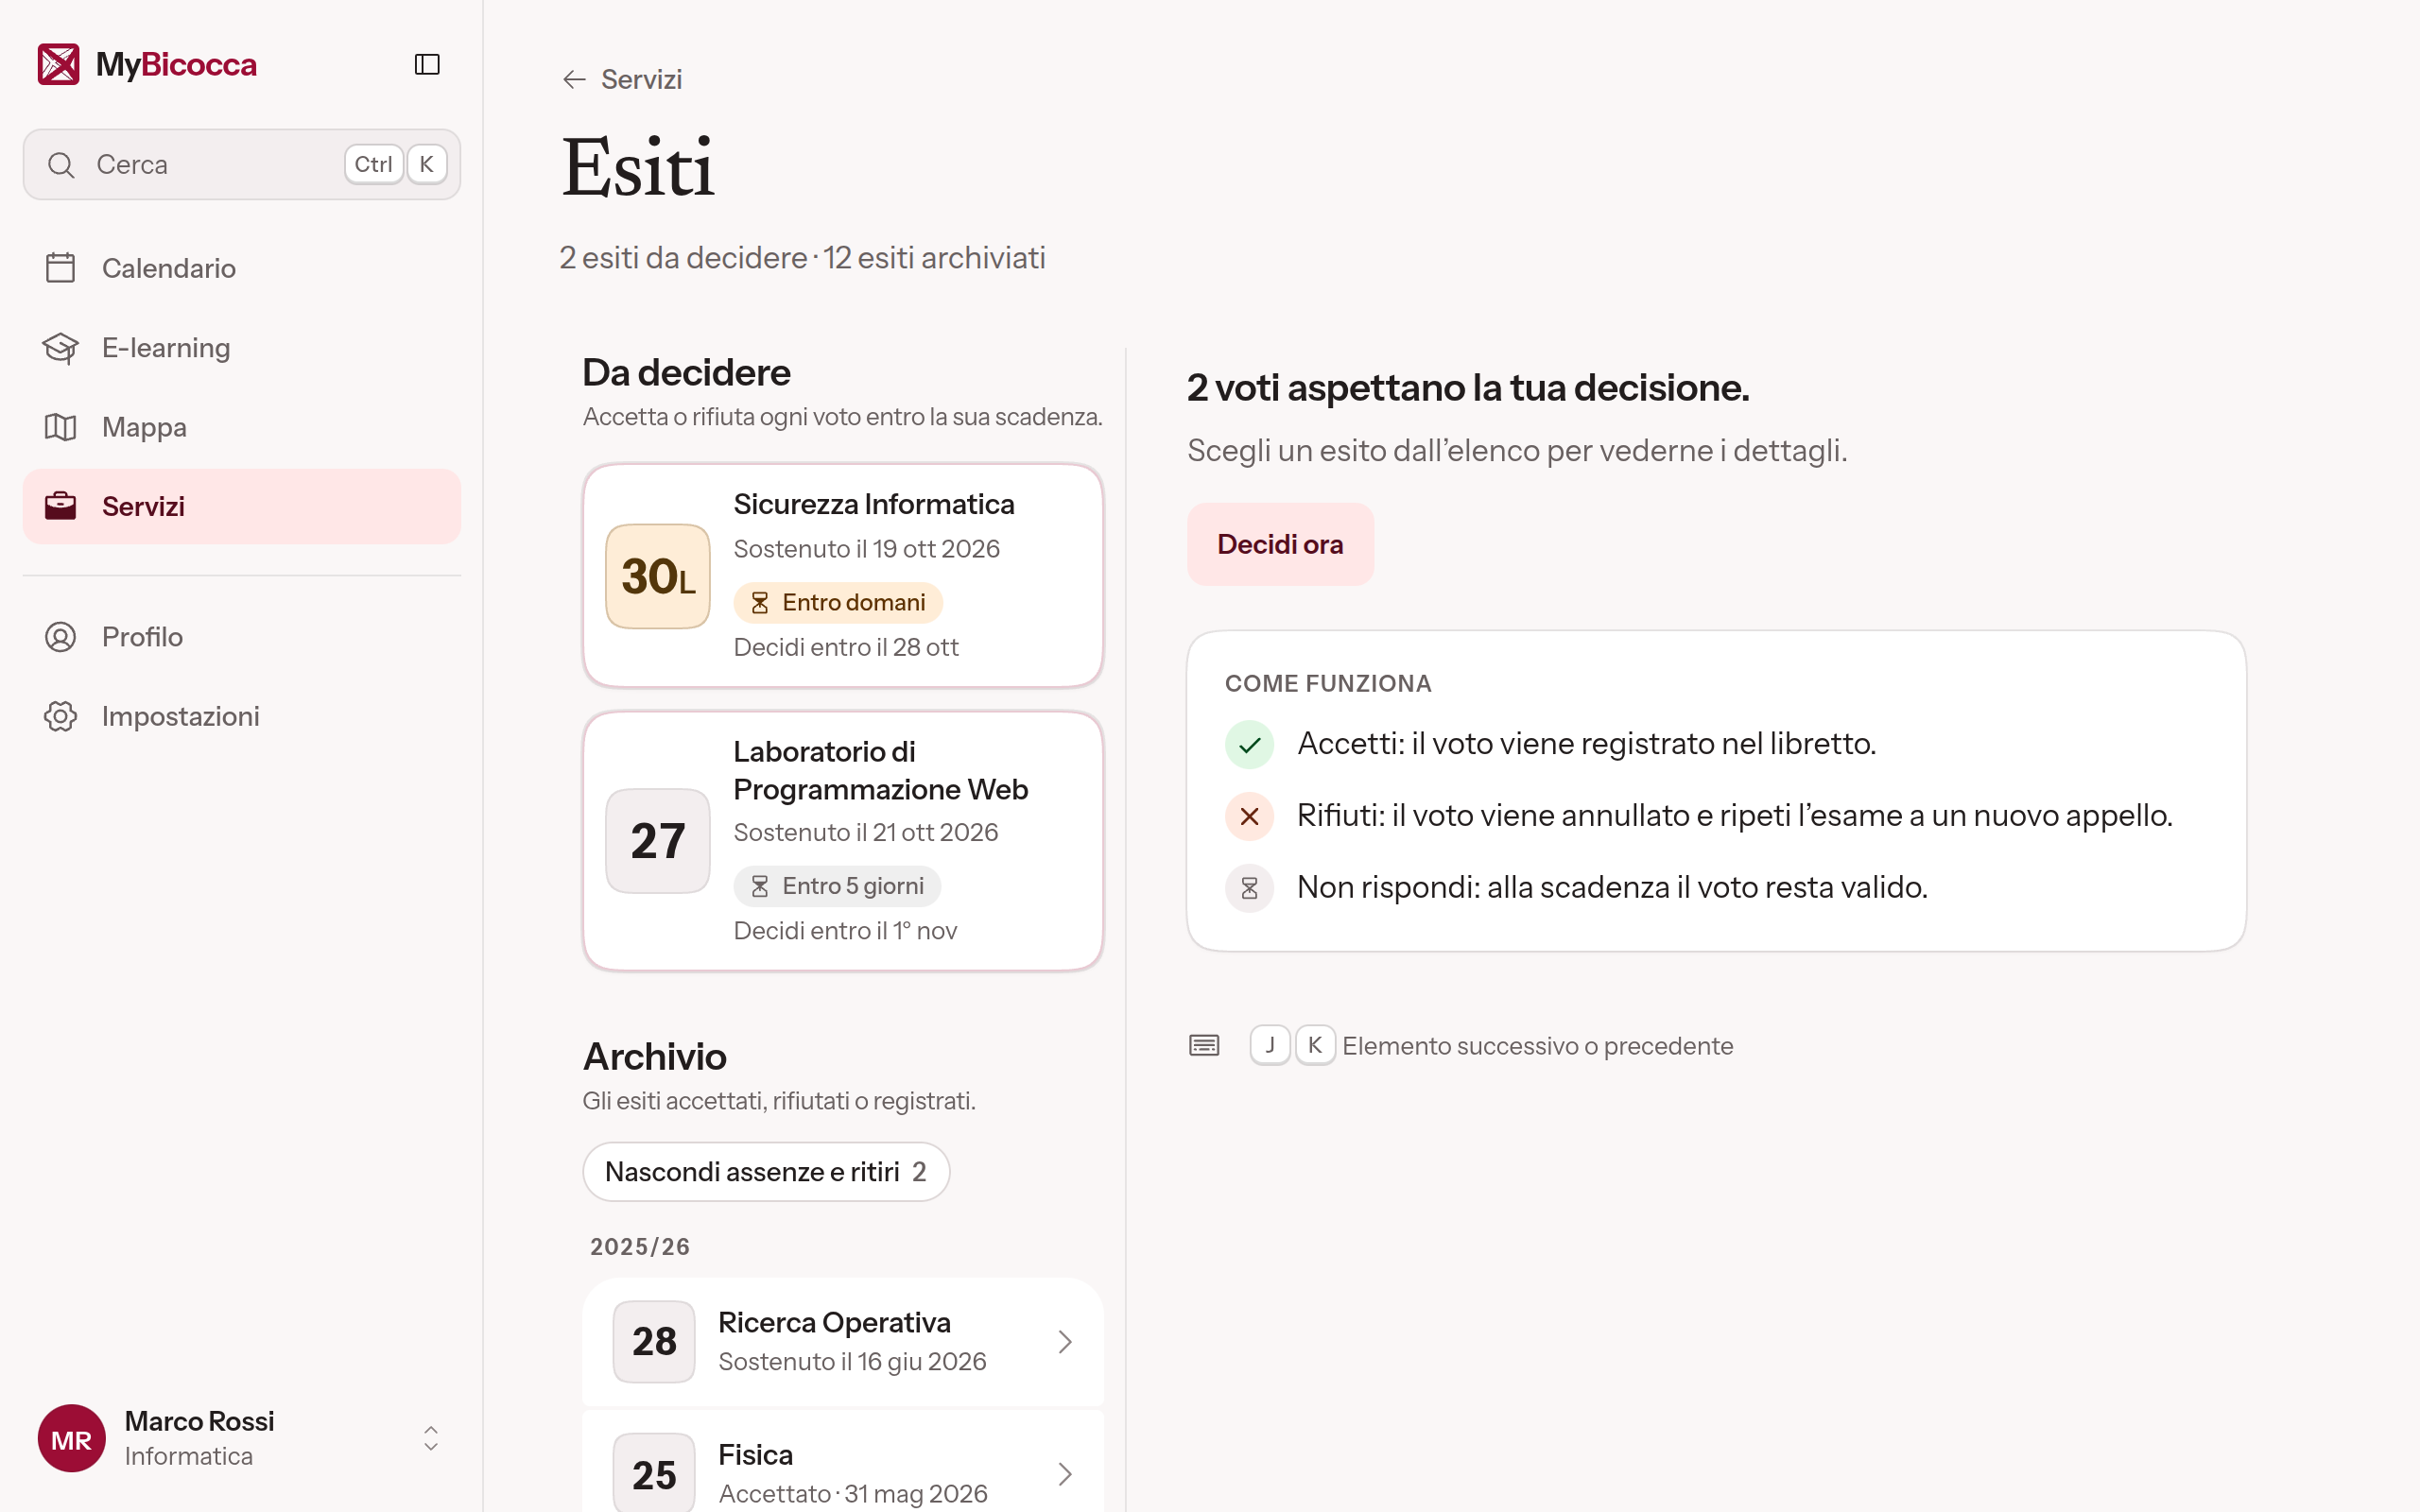 MyBicocca
Cerca
Ctrl K
Calendario
E-learning
Mappa
Servizi
Profilo
Impostazioni
MR
Marco Rossi
Informatica
Servizi
Esiti
2 esiti da decidere · 12 esiti archiviati
Da decidere
Accetta o rifiuta ogni voto entro la sua scadenza.
30L
Sicurezza Informatica
Sostenuto il 19 ott 2026
Entro domani
Decidi entro il 28 ott
27
Laboratorio di
Programmazione Web
Sostenuto il 21 ott 2026
Entro 5 giorni
Decidi entro il 1° nov
Archivio
Gli esiti accettati, rifiutati o registrati.
Nascondi assenze e ritiri 2
2025/26
28
Ricerca Operativa
Sostenuto il 16 giu 2026
25
Fisica
Accettato · 31 mag 2026
2 voti aspettano la tua decisione.
Scegli un esito dall’elenco per vederne i dettagli.
Decidi ora
COME FUNZIONA
Accetti: il voto viene registrato nel libretto.
Rifiuti: il voto viene annullato e ripeti l’esame a un nuovo appello.
Non rispondi: alla scadenza il voto resta valido.
J K Elemento successivo o precedente